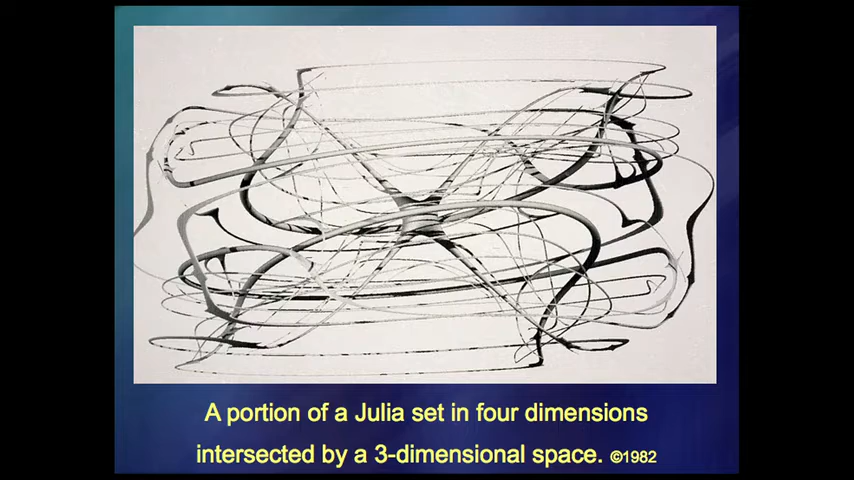 A portion of a Julia set in four dimensions
intersected by a 3-dimensional space. ©1982